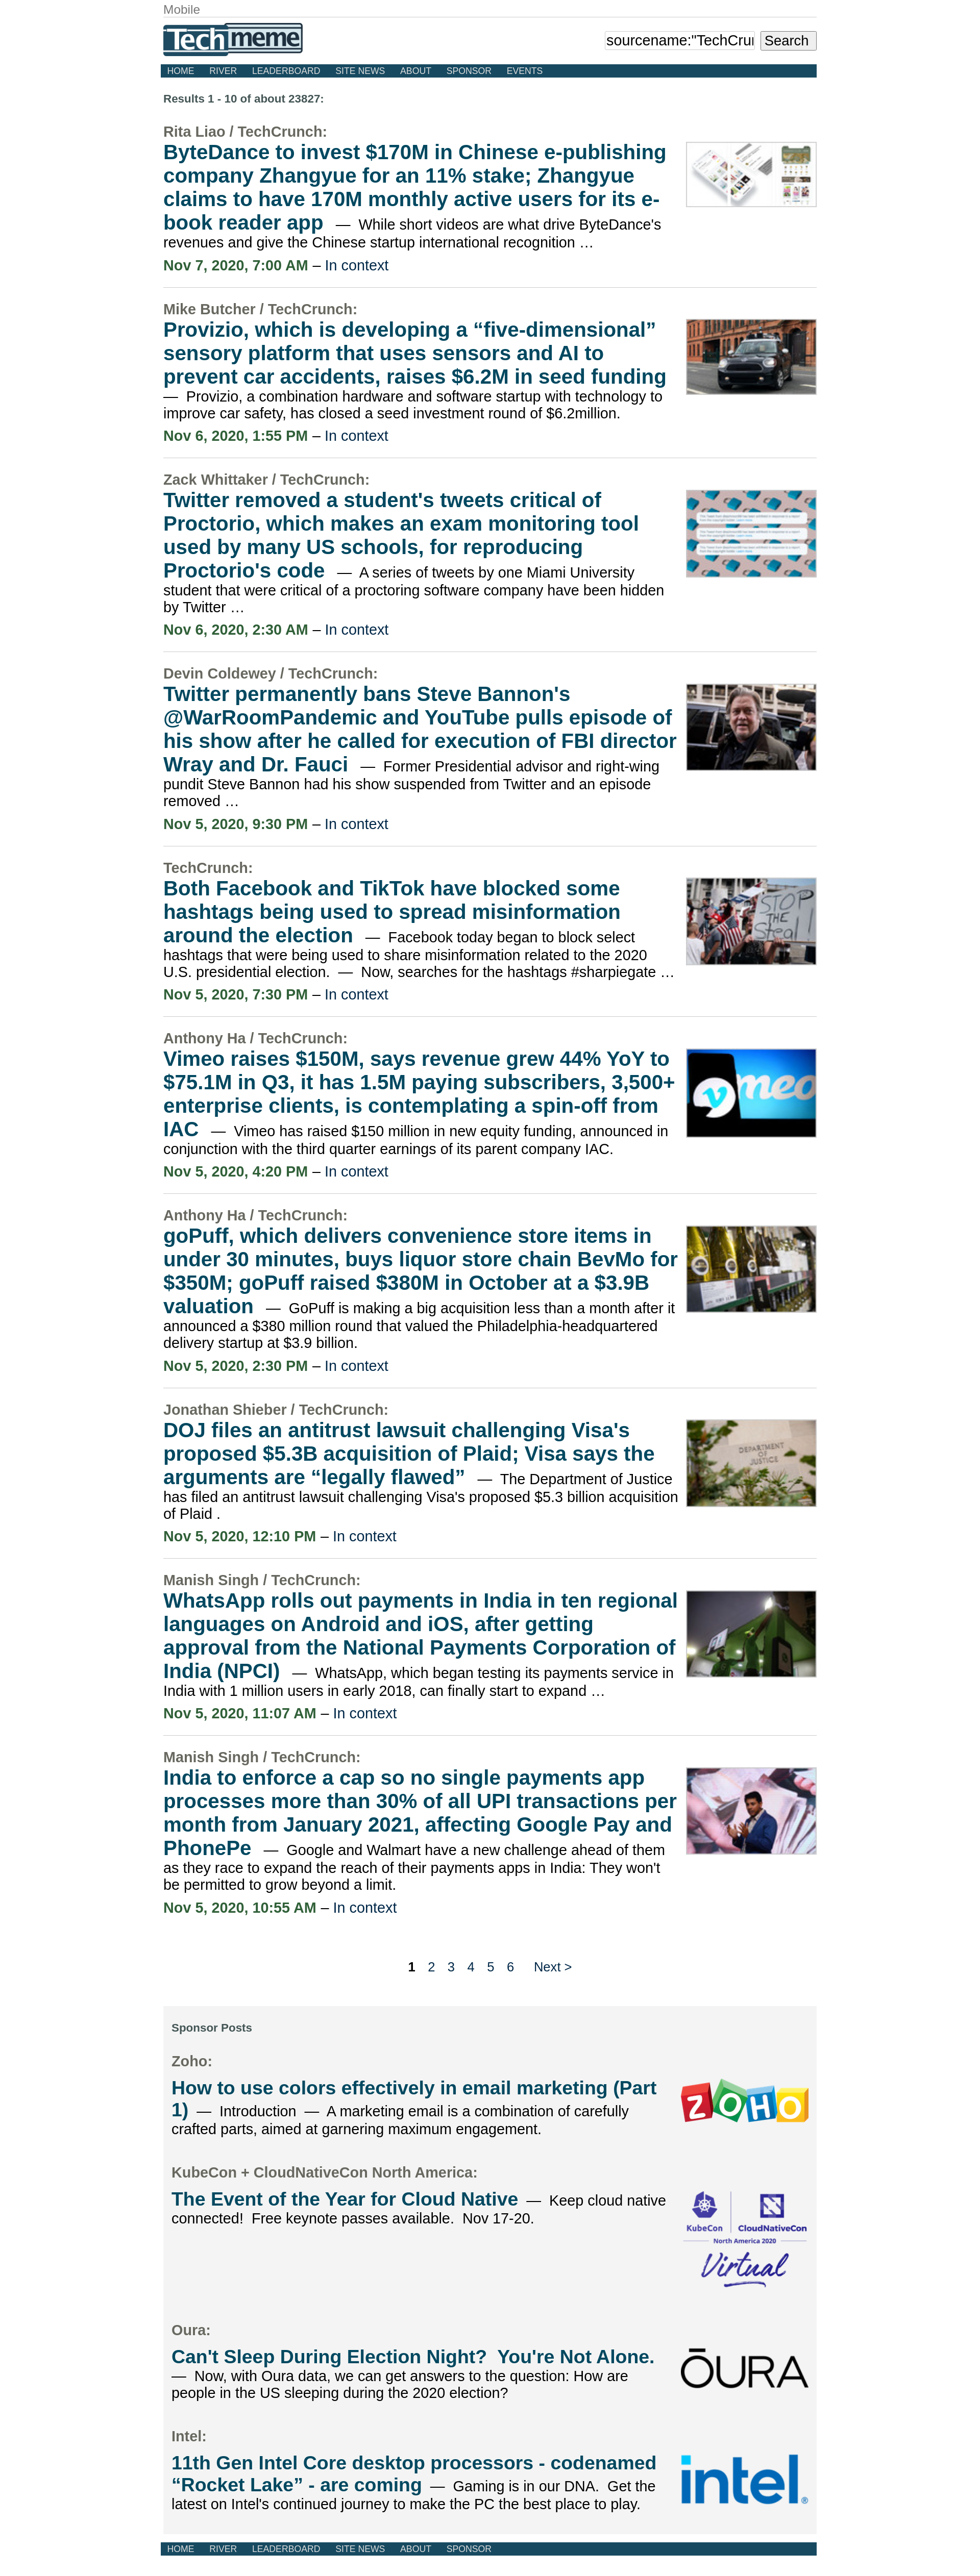 Mobile
Techmeme
sourcename:"TechCrun
Search
HOME RIVER LEADERBOARD SITE NEWS ABOUT SPONSOR EVENTS
Results 1 - 10 of about 23827:
Rita Liao / TechCrunch:
ByteDance to invest $170M in Chinese e-publishing
company Zhangyue for an 11% stake; Zhangyue
claims to have 170M monthly active users for its e-
book reader app — While short videos are what drive ByteDance's
revenues and give the Chinese startup international recognition …
Nov 7, 2020, 7:00 AM – In context
Mike Butcher / TechCrunch:
Provizio, which is developing a “five-dimensional”
sensory platform that uses sensors and AI to
prevent car accidents, raises $6.2M in seed funding
— Provizio, a combination hardware and software startup with technology to
improve car safety, has closed a seed investment round of $6.2million.
Nov 6, 2020, 1:55 PM – In context
Zack Whittaker / TechCrunch:
Twitter removed a student's tweets critical of
Proctorio, which makes an exam monitoring tool
used by many US schools, for reproducing
Proctorio's code — A series of tweets by one Miami University
student that were critical of a proctoring software company have been hidden
by Twitter …
Nov 6, 2020, 2:30 AM – In context
Devin Coldewey / TechCrunch:
Twitter permanently bans Steve Bannon's
@WarRoomPandemic and YouTube pulls episode of
his show after he called for execution of FBI director
Wray and Dr. Fauci — Former Presidential advisor and right-wing
pundit Steve Bannon had his show suspended from Twitter and an episode
removed …
Nov 5, 2020, 9:30 PM – In context
TechCrunch:
Both Facebook and TikTok have blocked some
hashtags being used to spread misinformation
around the election — Facebook today began to block select
hashtags that were being used to share misinformation related to the 2020
U.S. presidential election. — Now, searches for the hashtags #sharpiegate …
STOP
THE
Steal
Nov 5, 2020, 7:30 PM – In context
Anthony Ha / TechCrunch:
Vimeo raises $150M, says revenue grew 44% YoY to
$75.1M in Q3, it has 1.5M paying subscribers, 3,500+
enterprise clients, is contemplating a spin-off from
IAC — Vimeo has raised $150 million in new equity funding, announced in
conjunction with the third quarter earnings of its parent company IAC.
meo
Nov 5, 2020, 4:20 PM – In context
Anthony Ha / TechCrunch:
goPuff, which delivers convenience store items in
under 30 minutes, buys liquor store chain BevMo for
$350M; goPuff raised $380M in October at a $3.9B
valuation — GoPuff is making a big acquisition less than a month after it
announced a $380 million round that valued the Philadelphia-headquartered
delivery startup at $3.9 billion.
Nov 5, 2020, 2:30 PM – In context
Jonathan Shieber / TechCrunch:
DOJ files an antitrust lawsuit challenging Visa's
proposed $5.3B acquisition of Plaid; Visa says the
arguments are “legally flawed” — The Department of Justice
has filed an antitrust lawsuit challenging Visa's proposed $5.3 billion acquisition
of Plaid .
DEPARTMENT
OF
JUSTICE
Nov 5, 2020, 12:10 PM – In context
Manish Singh / TechCrunch:
WhatsApp rolls out payments in India in ten regional
languages on Android and iOS, after getting
approval from the National Payments Corporation of
India (NPCI) — WhatsApp, which began testing its payments service in
India with 1 million users in early 2018, can finally start to expand …
Nov 5, 2020, 11:07 AM – In context
Manish Singh / TechCrunch:
India to enforce a cap so no single payments app
processes more than 30% of all UPI transactions per
month from January 2021, affecting Google Pay and
PhonePe — Google and Walmart have a new challenge ahead of them
as they race to expand the reach of their payments apps in India: They won't
be permitted to grow beyond a limit.
Nov 5, 2020, 10:55 AM – In context
1 2 3 4 5 6 Next >
Sponsor Posts
Zoho:
How to use colors effectively in email marketing (Part
1) — Introduction — A marketing email is a combination of carefully
crafted parts, aimed at garnering maximum engagement.
ZOHO
KubeCon + CloudNativeCon North America:
The Event of the Year for Cloud Native — Keep cloud native
connected! Free keynote passes available. Nov 17-20.
KubeCon CloudNativeCon
North America 2020
Virtual
Oura:
Can't Sleep During Election Night? You're Not Alone.
— Now, with Oura data, we can get answers to the question: How are
people in the US sleeping during the 2020 election?
ŌURA
Intel:
11th Gen Intel Core desktop processors - codenamed
“Rocket Lake” - are coming — Gaming is in our DNA. Get the
latest on Intel's continued journey to make the PC the best place to play.
intel®
HOME RIVER LEADERBOARD SITE NEWS ABOUT SPONSOR